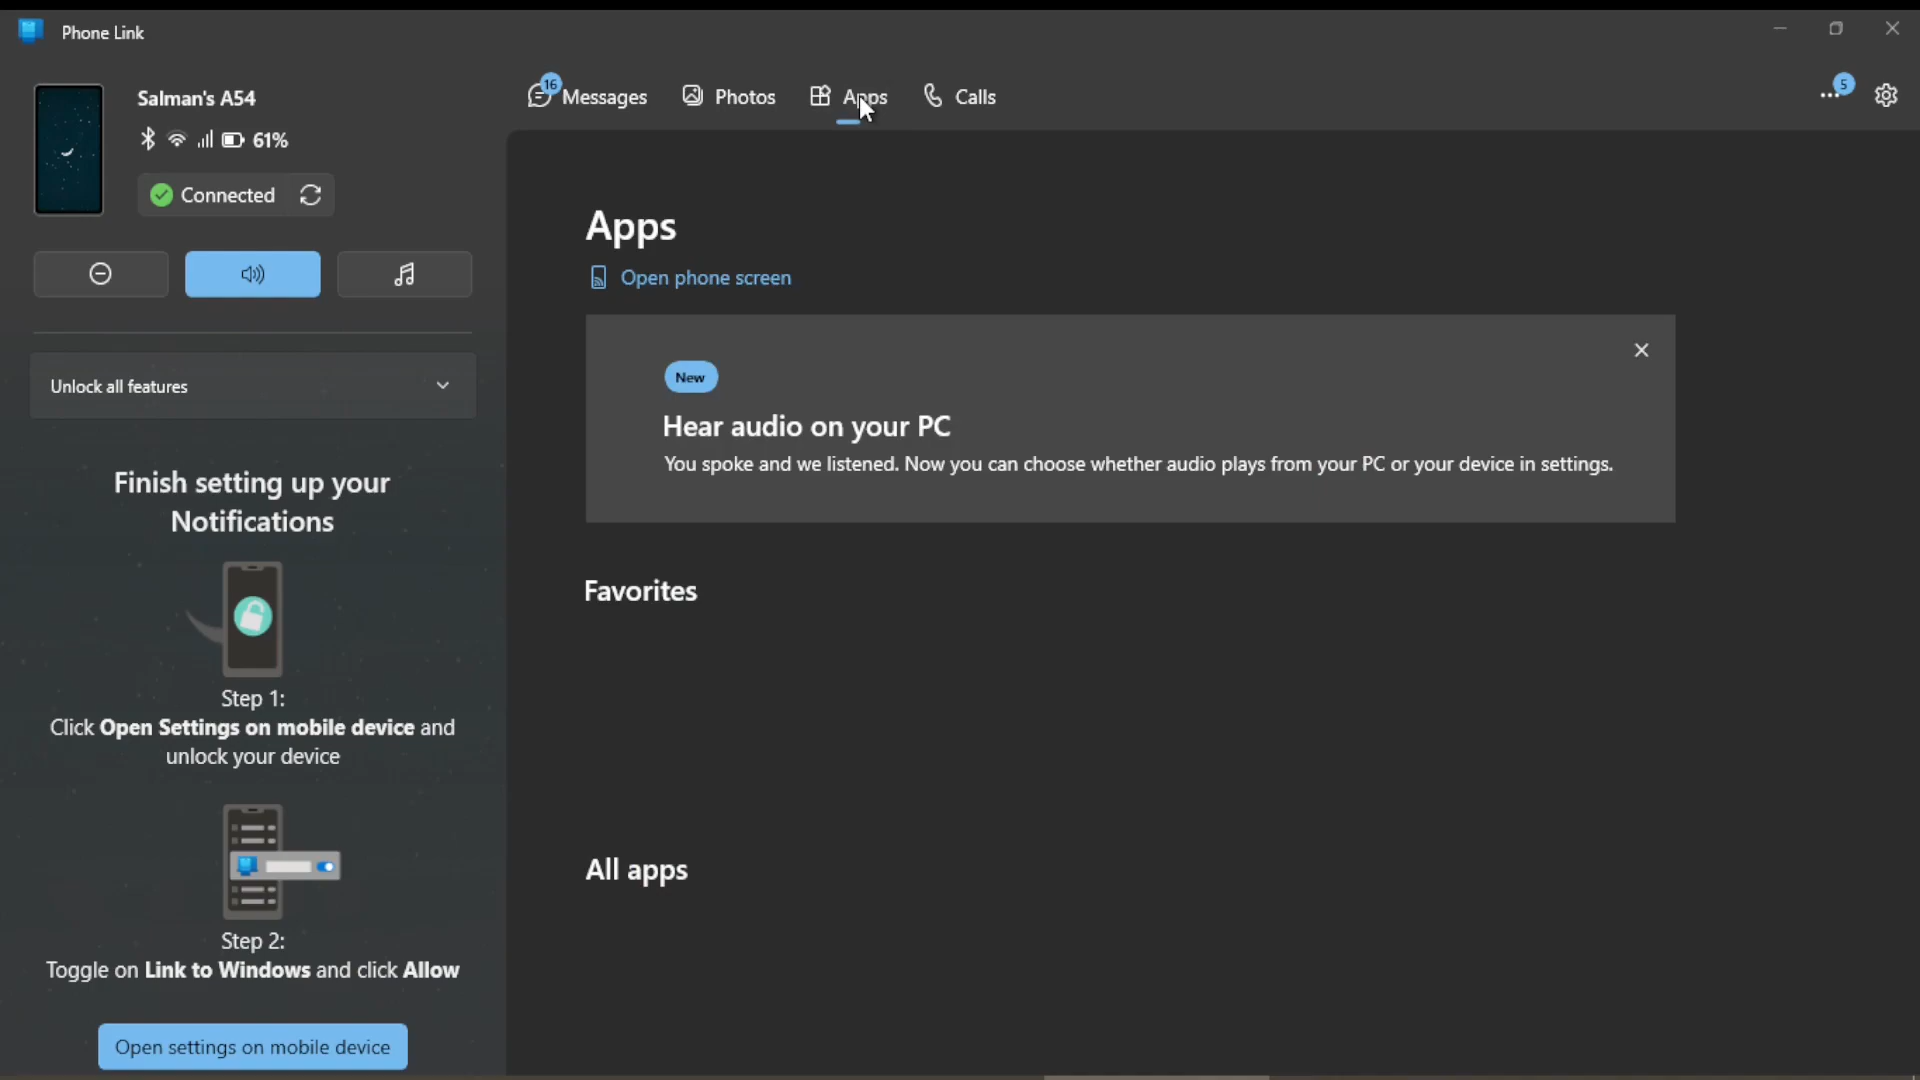 Phone Link
Salman's A54
61%
Connected
16
Messages
Photos
Apps
Calls
5
Apps
Open phone screen
New
Hear audio on your PC
You spoke and we listened. Now you can choose whether audio plays from your PC or your device in settings.
Favorites
All apps
Unlock all features
Finish setting up your
Notifications
Step 1:
Click Open Settings on mobile device and
unlock your device
Step 2:
Toggle on Link to Windows and click Allow
Open settings on mobile device